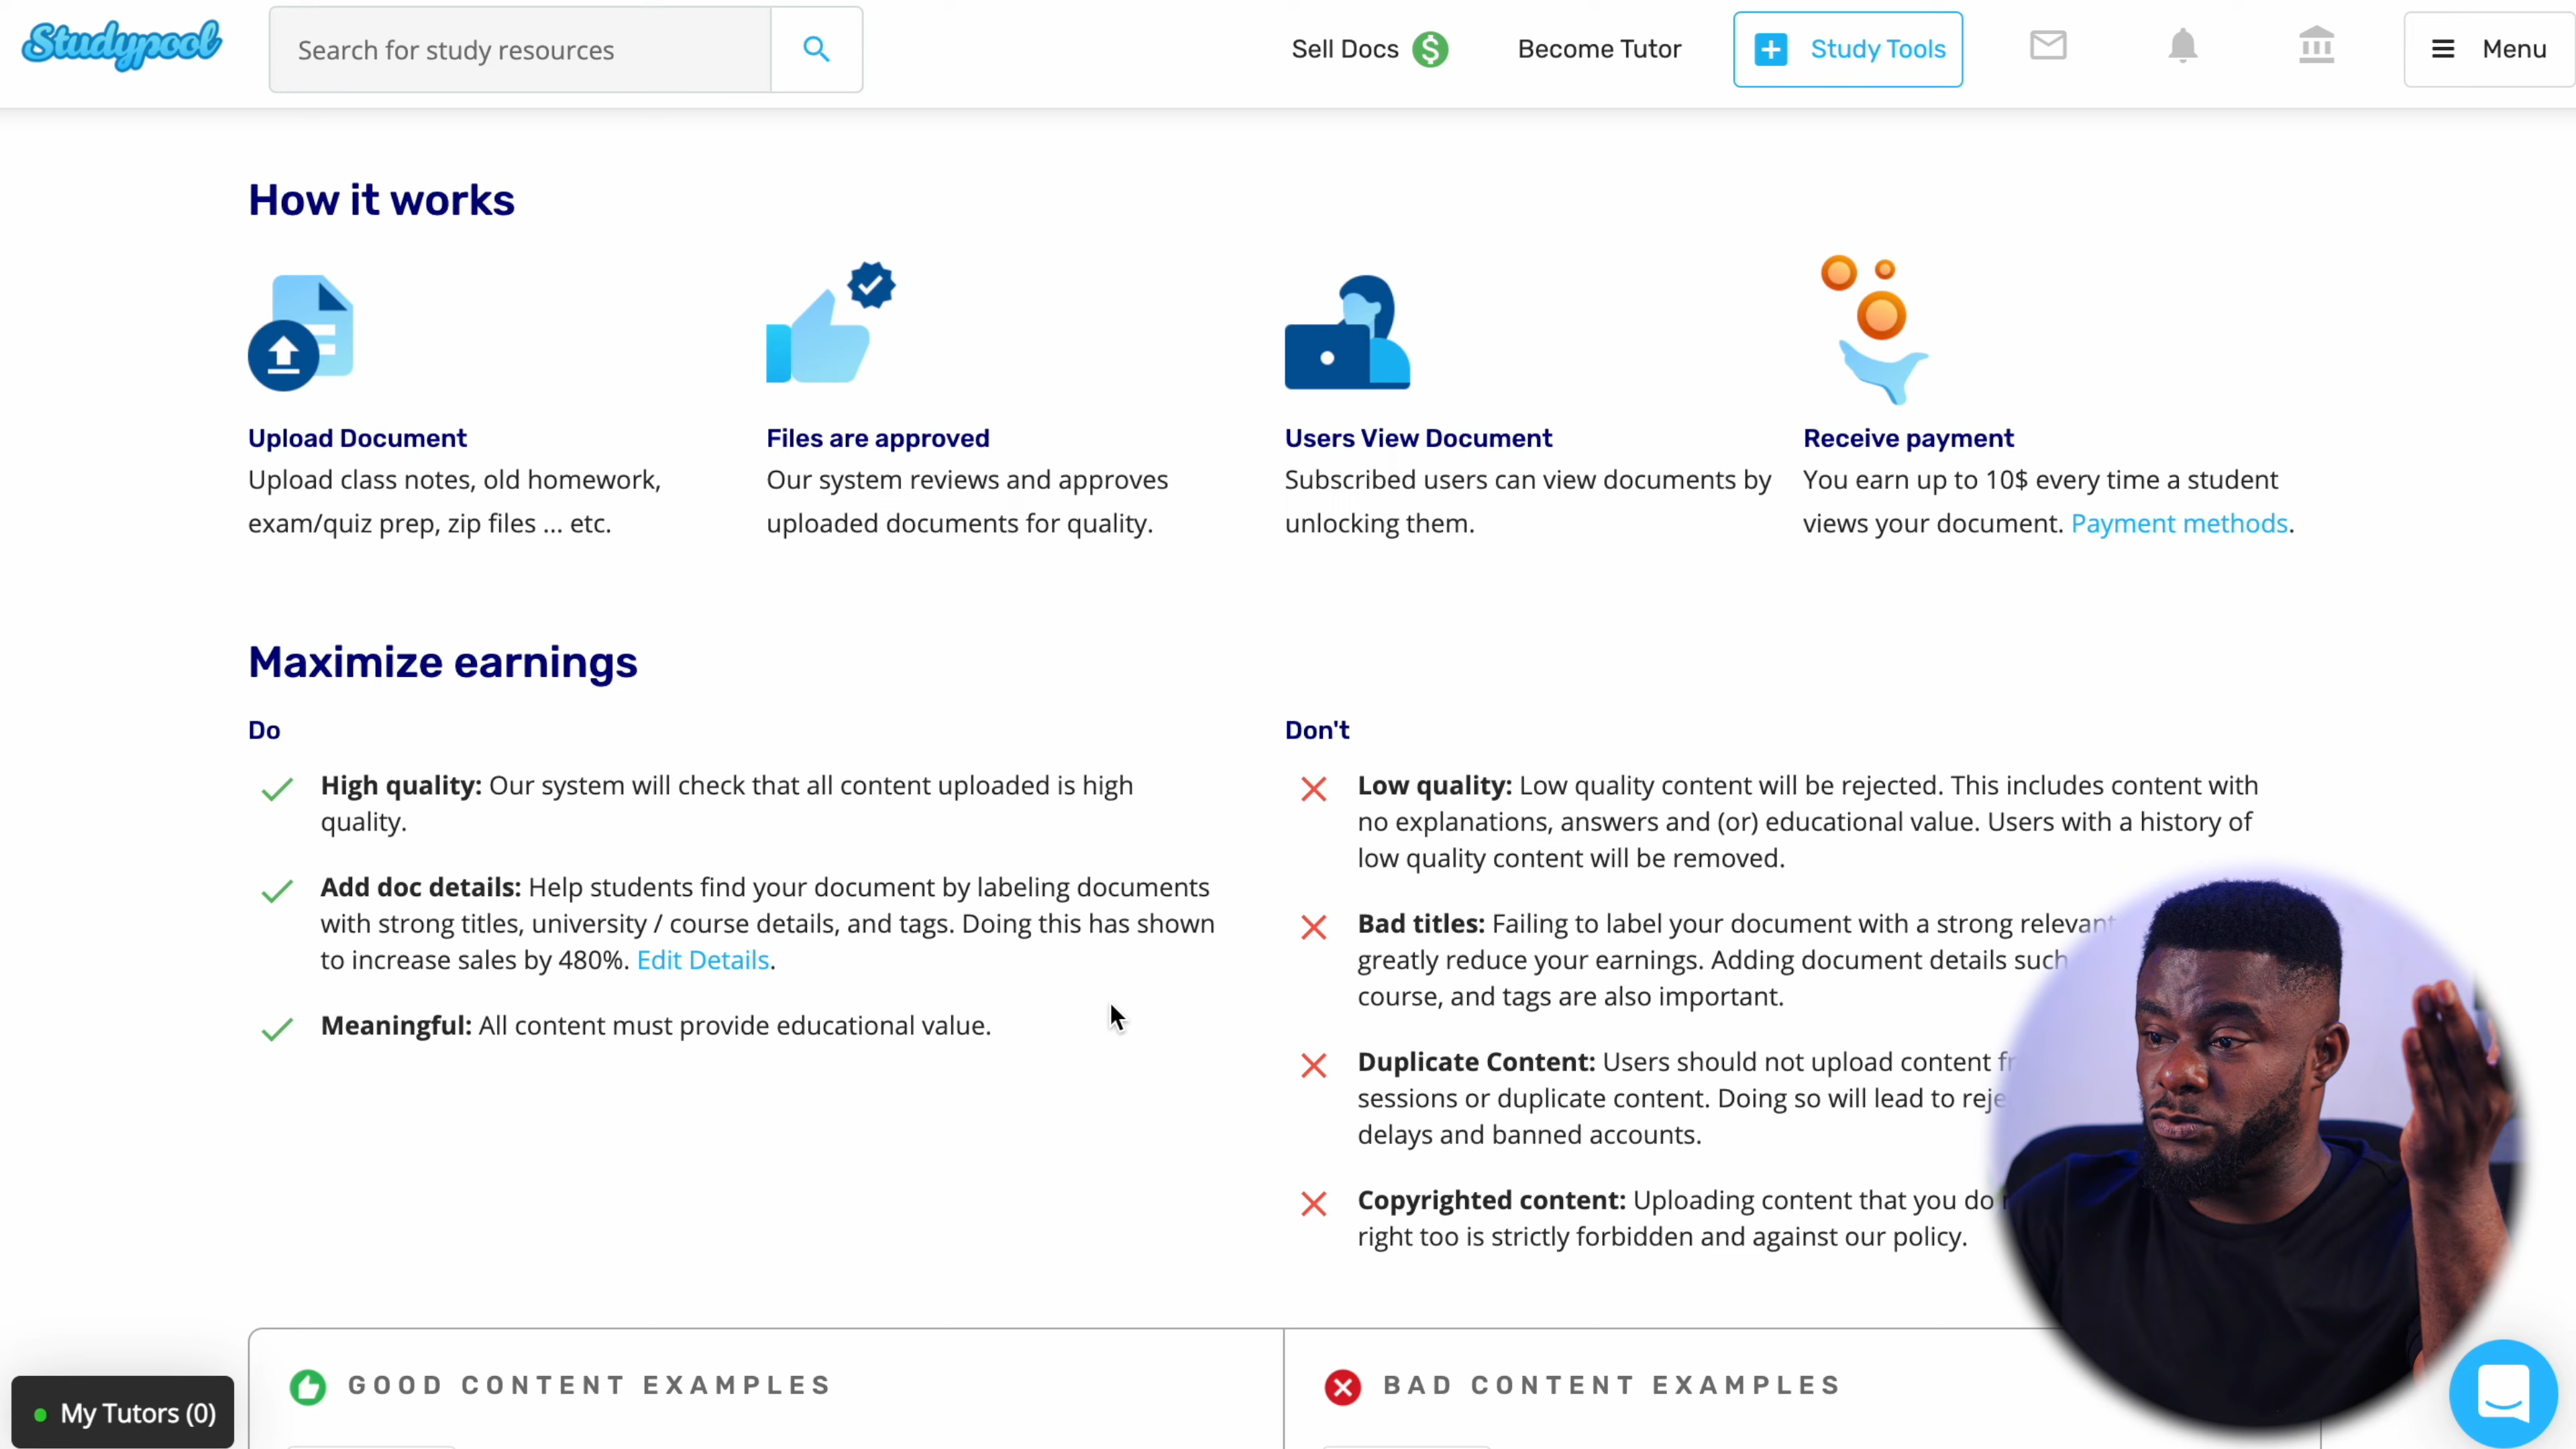 Studypool
Search for study resources
Sell Docs $
Become Tutor
Study Tools
Menu
How it works
Upload Document
Upload class notes, old homework,
exam/quiz prep, zip files ... etc.
Files are approved
Our system reviews and approves
uploaded documents for quality.
Users View Document
Subscribed users can view documents by
unlocking them.
Receive payment
You earn up to 10$ every time a student
views your document. Payment methods.
Maximize earnings
Do
High quality: Our system will check that all content uploaded is high
quality.
Add doc details: Help students find your document by labeling documents
with strong titles, university / course details, and tags. Doing this has shown
to increase sales by 480%. Edit Details.
Meaningful: All content must provide educational value.
Don't
Low quality: Low quality content will be rejected. This includes content with
no explanations, answers and (or) educational value. Users with a history of
low quality content will be removed.
Bad titles: Failing to label your document with a strong relevant
greatly reduce your earnings. Adding document details such
course, and tags are also important.
Duplicate Content: Users should not upload content
sessions or duplicate content. Doing so will lead to
delays and banned accounts.
Copyrighted content: Uploading content that you do
right too is strictly forbidden and against our policy.
GOOD CONTENT EXAMPLES
BAD CONTENT EXAMPLES
My Tutors (0)